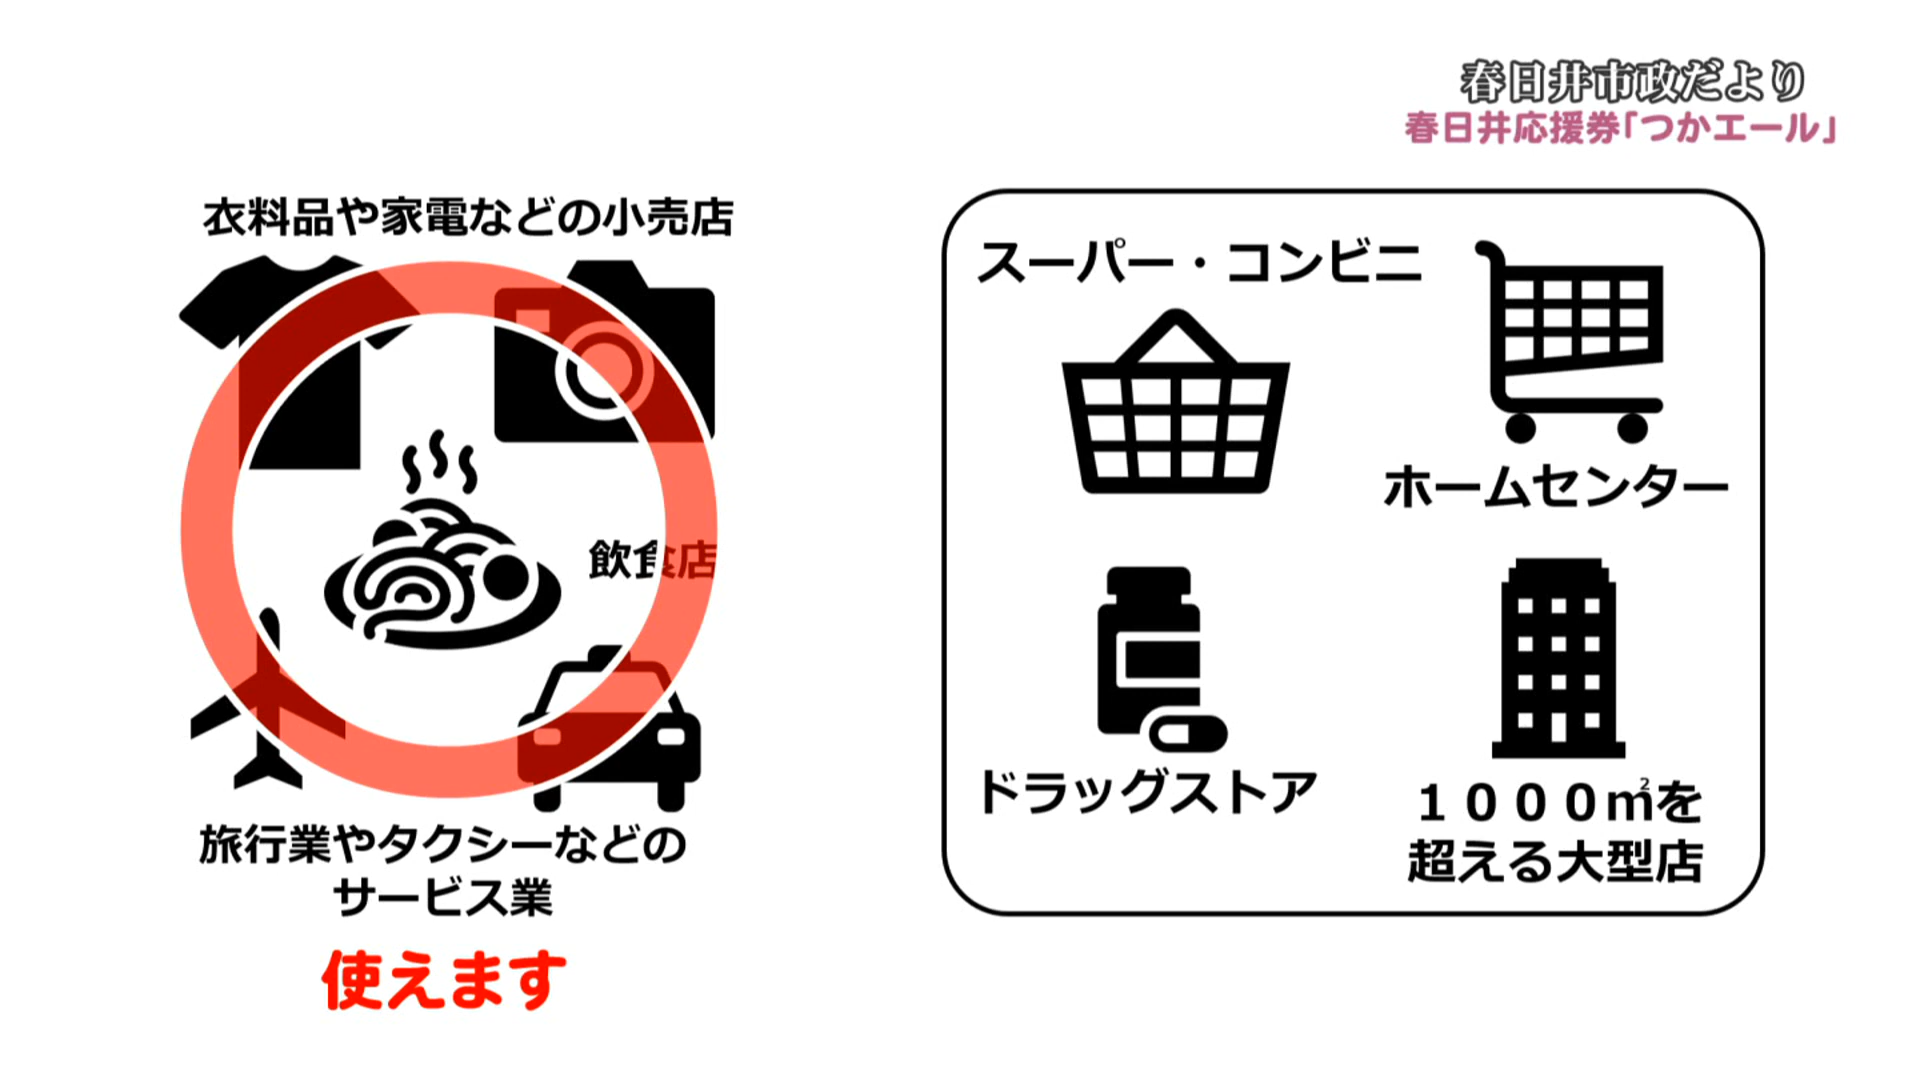 春日井市政だより
春日井応援券「つかエール」
衣料品や家電などの小売店
飲食店
旅行業やタクシーなどの
サービス業
使えます
スーパー・コンビニ
ホームセンター
ドラッグストア
１０００㎡を
超える大型店